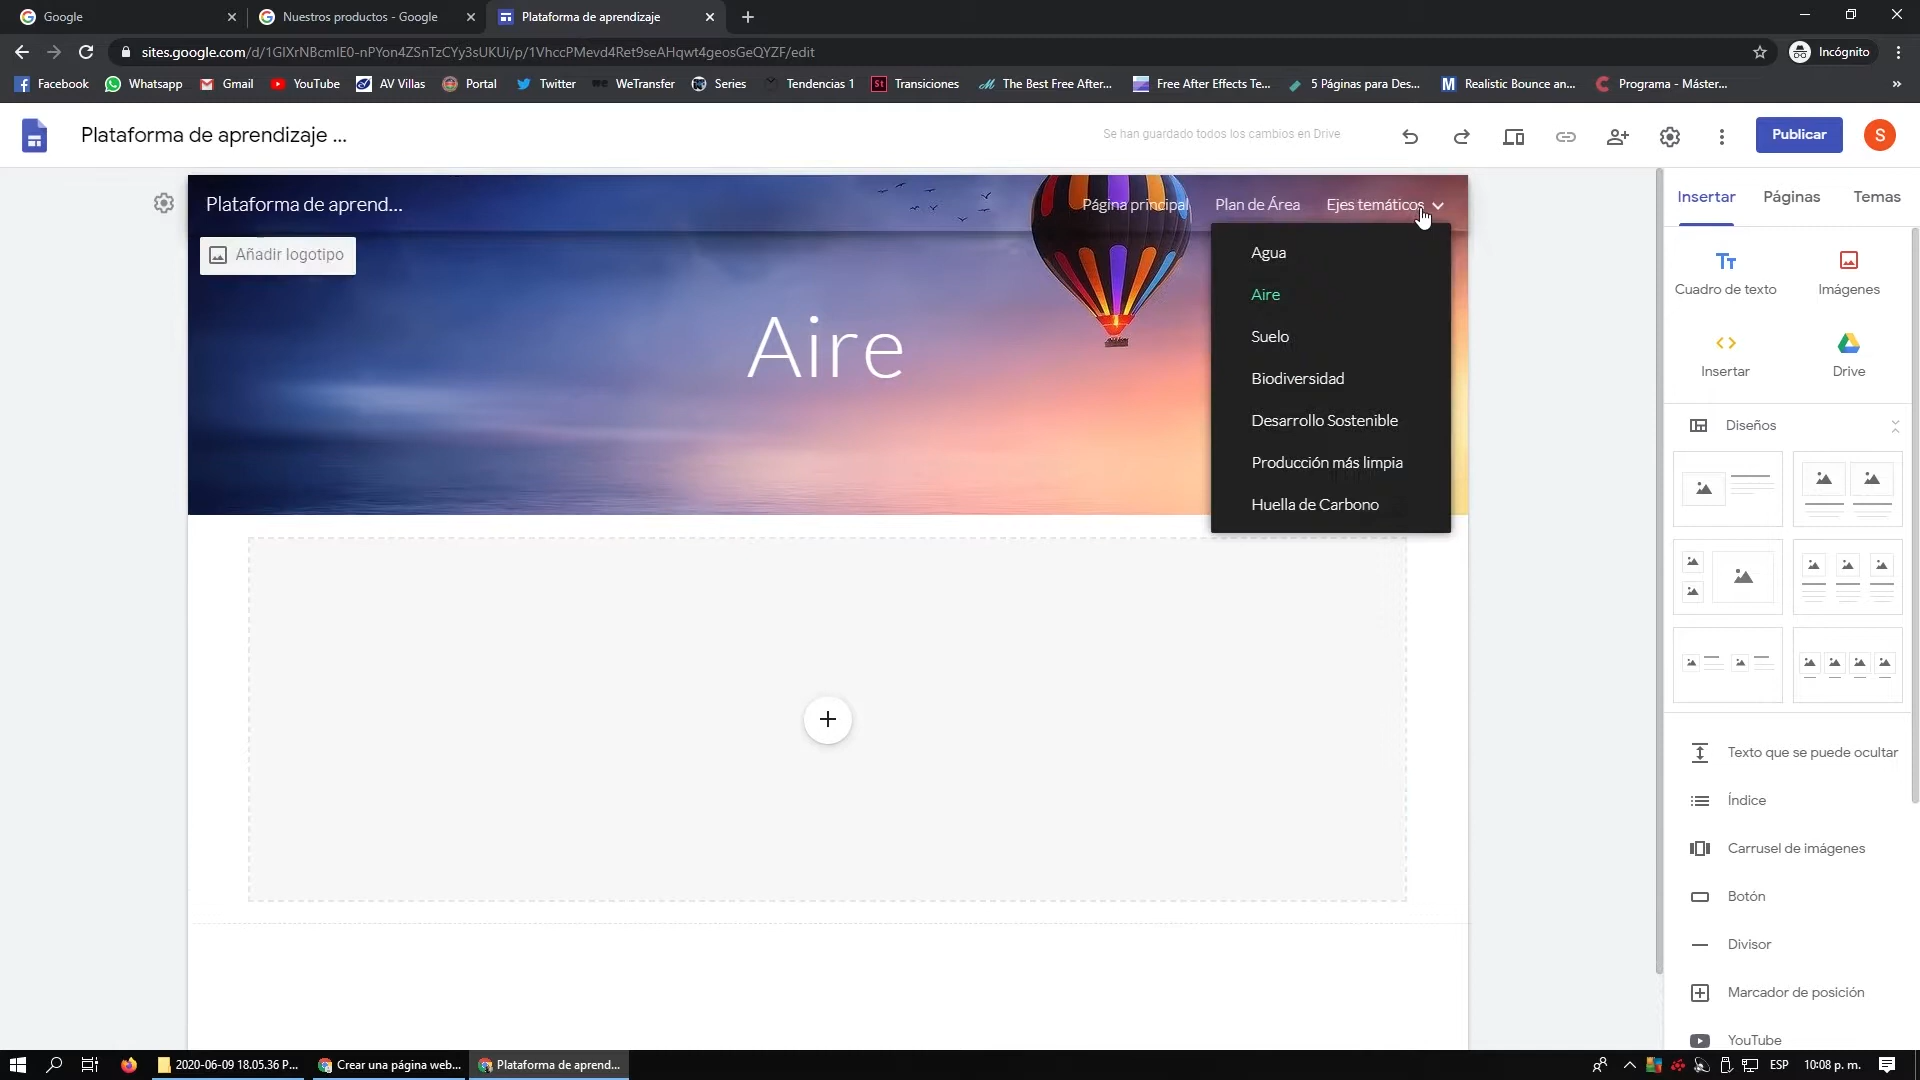 Google
Nuestros productos - Google
Plataforma de aprendizaje
sites.google.com/d/1GlXrNBcmlE0-nPYon4ZSnTzCYy3sUKUi/p/1VhccPMevd4Ret9seAHqwt4geosGeQYZF/edit
Incógnito
Facebook
Whatsapp
Gmail
YouTube
AV Villas
Portal
Twitter
WeTransfer
Series
Tendencias 1
St Transiciones
The Best Free After...
Free After Effects Te...
5 Páginas para Des...
M Realistic Bounce an...
Programa - Máster...
»
Plataforma de aprendizaje ...
Se han guardado todos los cambios en Drive
Publicar
S
Plataforma de aprend...
Página principal
Plan de Área
Ejes temáticos
Añadir logotipo
Aire
Agua
Aire
Suelo
Biodiversidad
Desarrollo Sostenible
Producción más limpia
Huella de Carbono
Insertar
Páginas
Temas
Tт
Cuadro de texto
Imágenes
Insertar
Drive
Diseños
Texto que se puede ocultar
Índice
Carrusel de imágenes
Botón
Divisor
Marcador de posición
YouTube
2020-06-09 18.05.36 P...
Crear una página web...
Plataforma de aprend...
ESP
10:08 p. m.